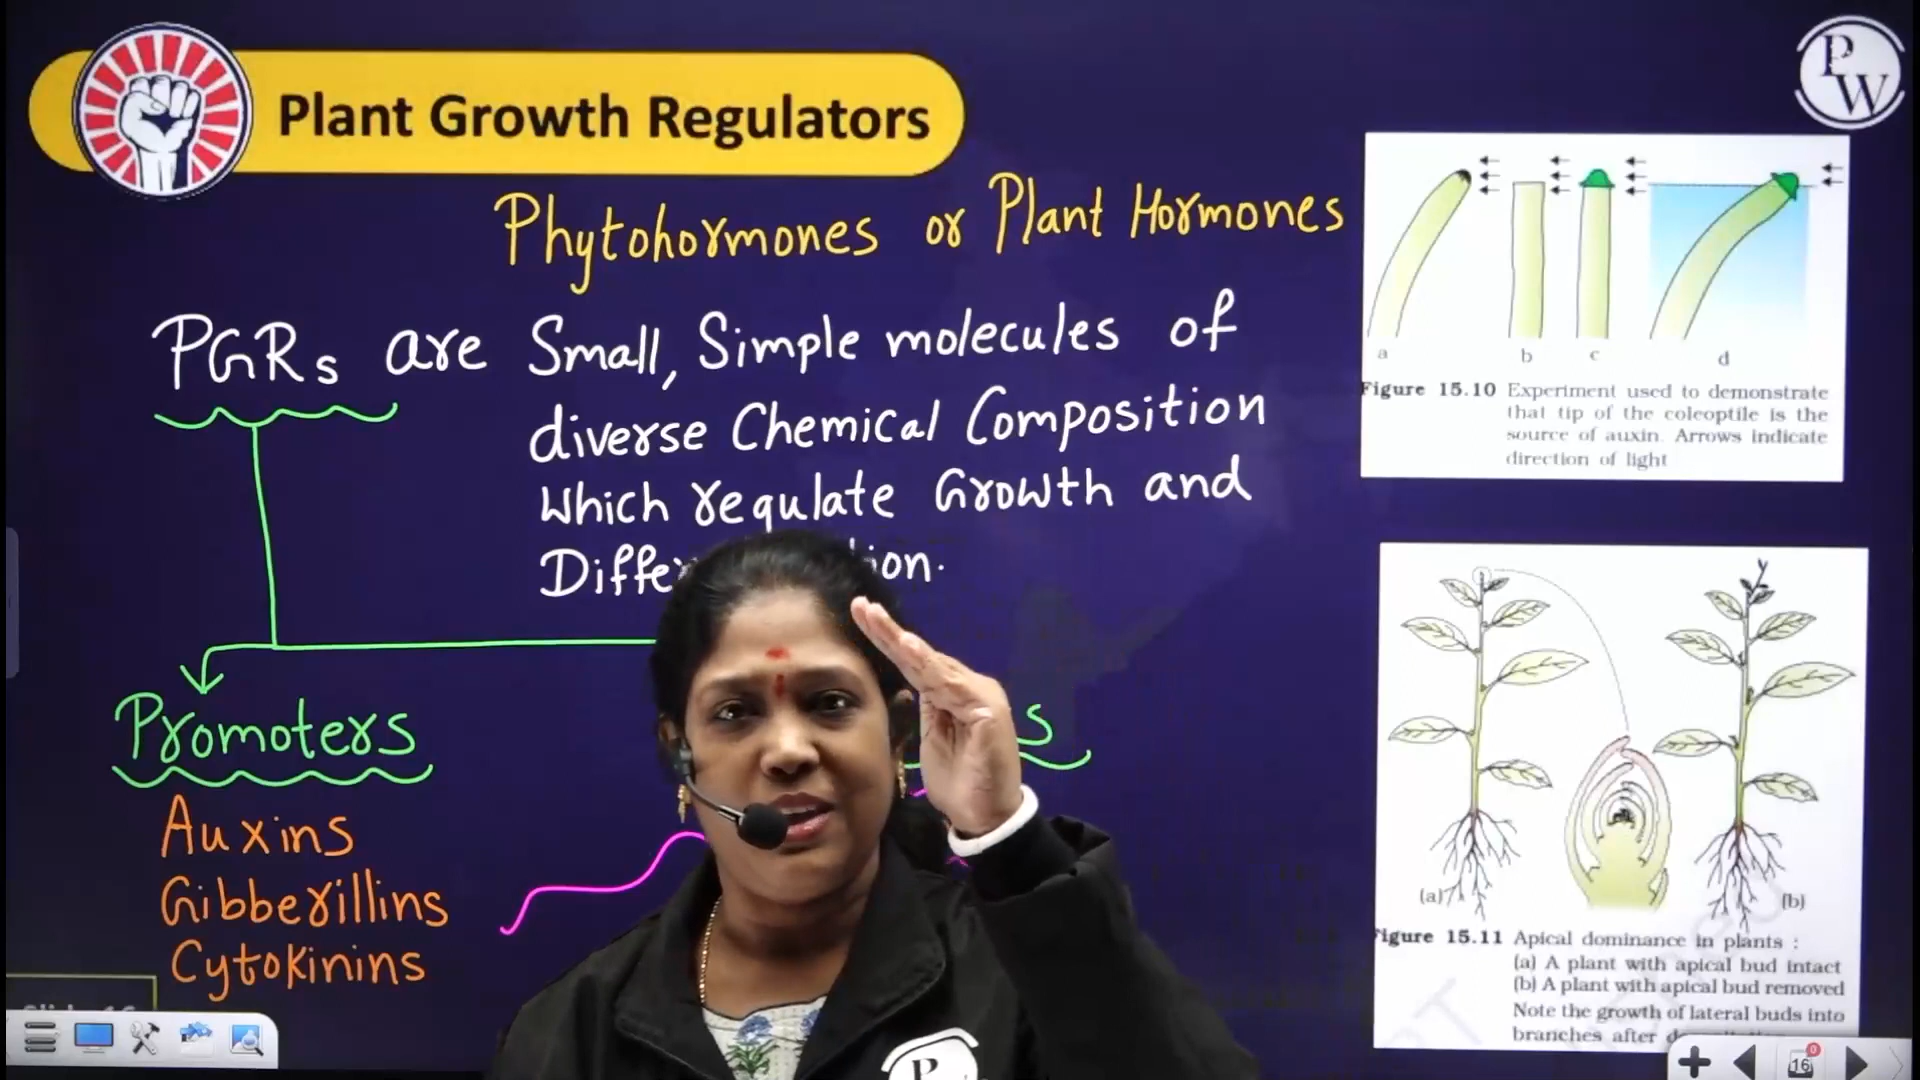 Plant Growth Regulators
PW
Phytohormones or Plant Hormones
PGRs are Small, Simple molecules of
diverse Chemical Composition
Which regulate Growth and
Promoters
Auxins
Gibberillins
Cytokinins
a b c d
Figure 15.10 Experiment used to demonstrate
that tip of the coleoptile is the
source of auxin. Arrows indicate
direction of light
(a) (b)
Figure 15.11 Apical dominance in plants :
(a) A plant with apical bud intact
(b) A plant with apical bud removed
Note the growth of lateral buds into
branches after
16
0
P